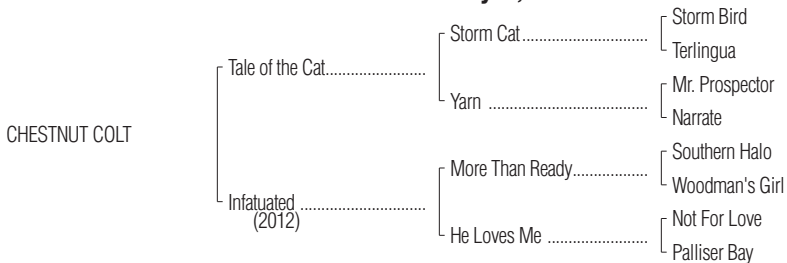 Storm Bird
Storm Cat
Terlingua
Tale of the Cat
Mr. Prospector
Yarn
Narrate
CHESTNUT COLT
Southern Halo
More Than Ready
Woodman's Girl
Infatuated
(2012)
Not For Love
He Loves Me
Palliser Bay